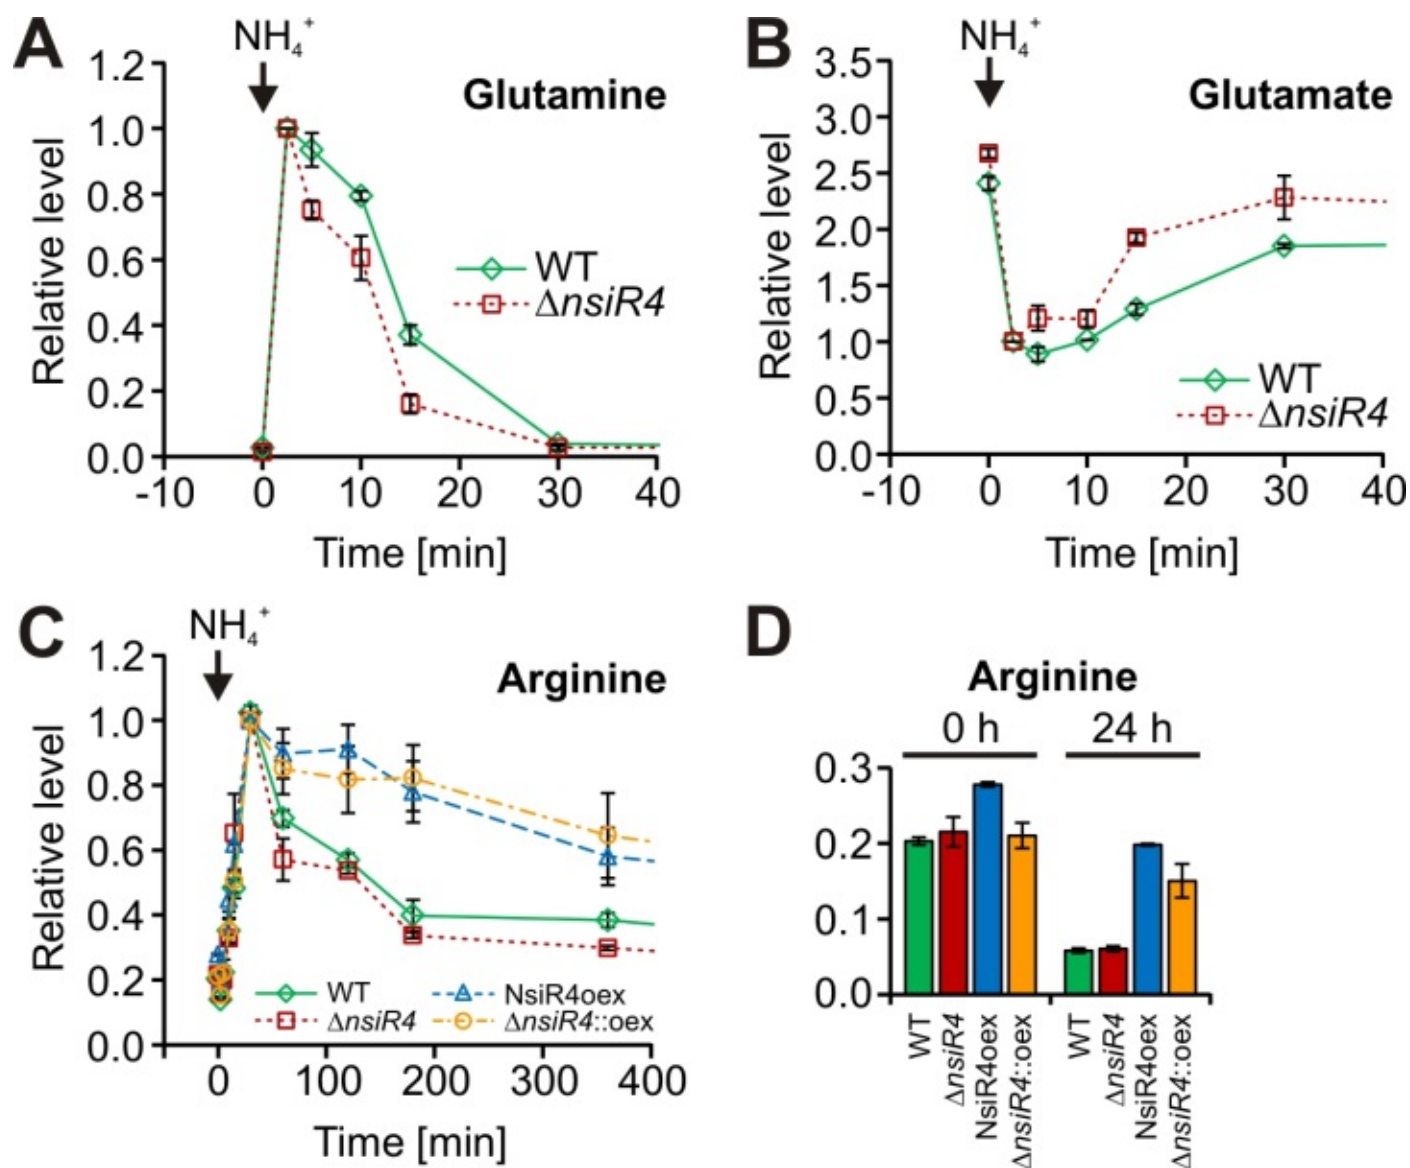 A
NH₄⁺
Glutamine
1.2
1.0
0.8
0.6
0.4
0.2
0.0
Relative level
WT
ΔnsiR4
-10 0 10 20 30 40
Time [min]
B
NH₄⁺
Glutamate
3.5
3.0
2.5
2.0
1.5
1.0
0.5
0.0
Relative level
WT
ΔnsiR4
-10 0 10 20 30 40
Time [min]
C
NH₄⁺
Arginine
1.2
1.0
0.8
0.6
0.4
0.2
0.0
Relative level
WT NsiR4oex
ΔnsiR4 ΔnsiR4::oex
0 100 200 300 400
Time [min]
D
Arginine
0 h 24 h
0.3
0.2
0.1
0.0
WT
ΔnsiR4
NsiR4oex
ΔnsiR4::oex
WT
ΔnsiR4
NsiR4oex
ΔnsiR4::oex